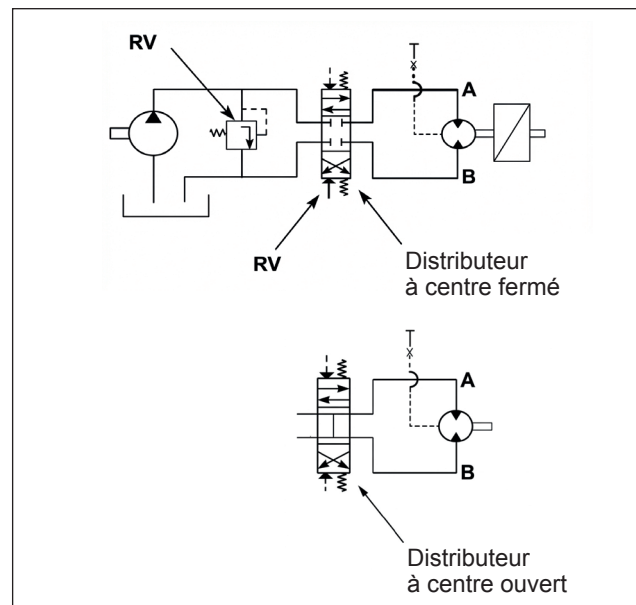 RV
A
B
RV
Distributeur
à centre fermé
A
B
Distributeur
à centre ouvert